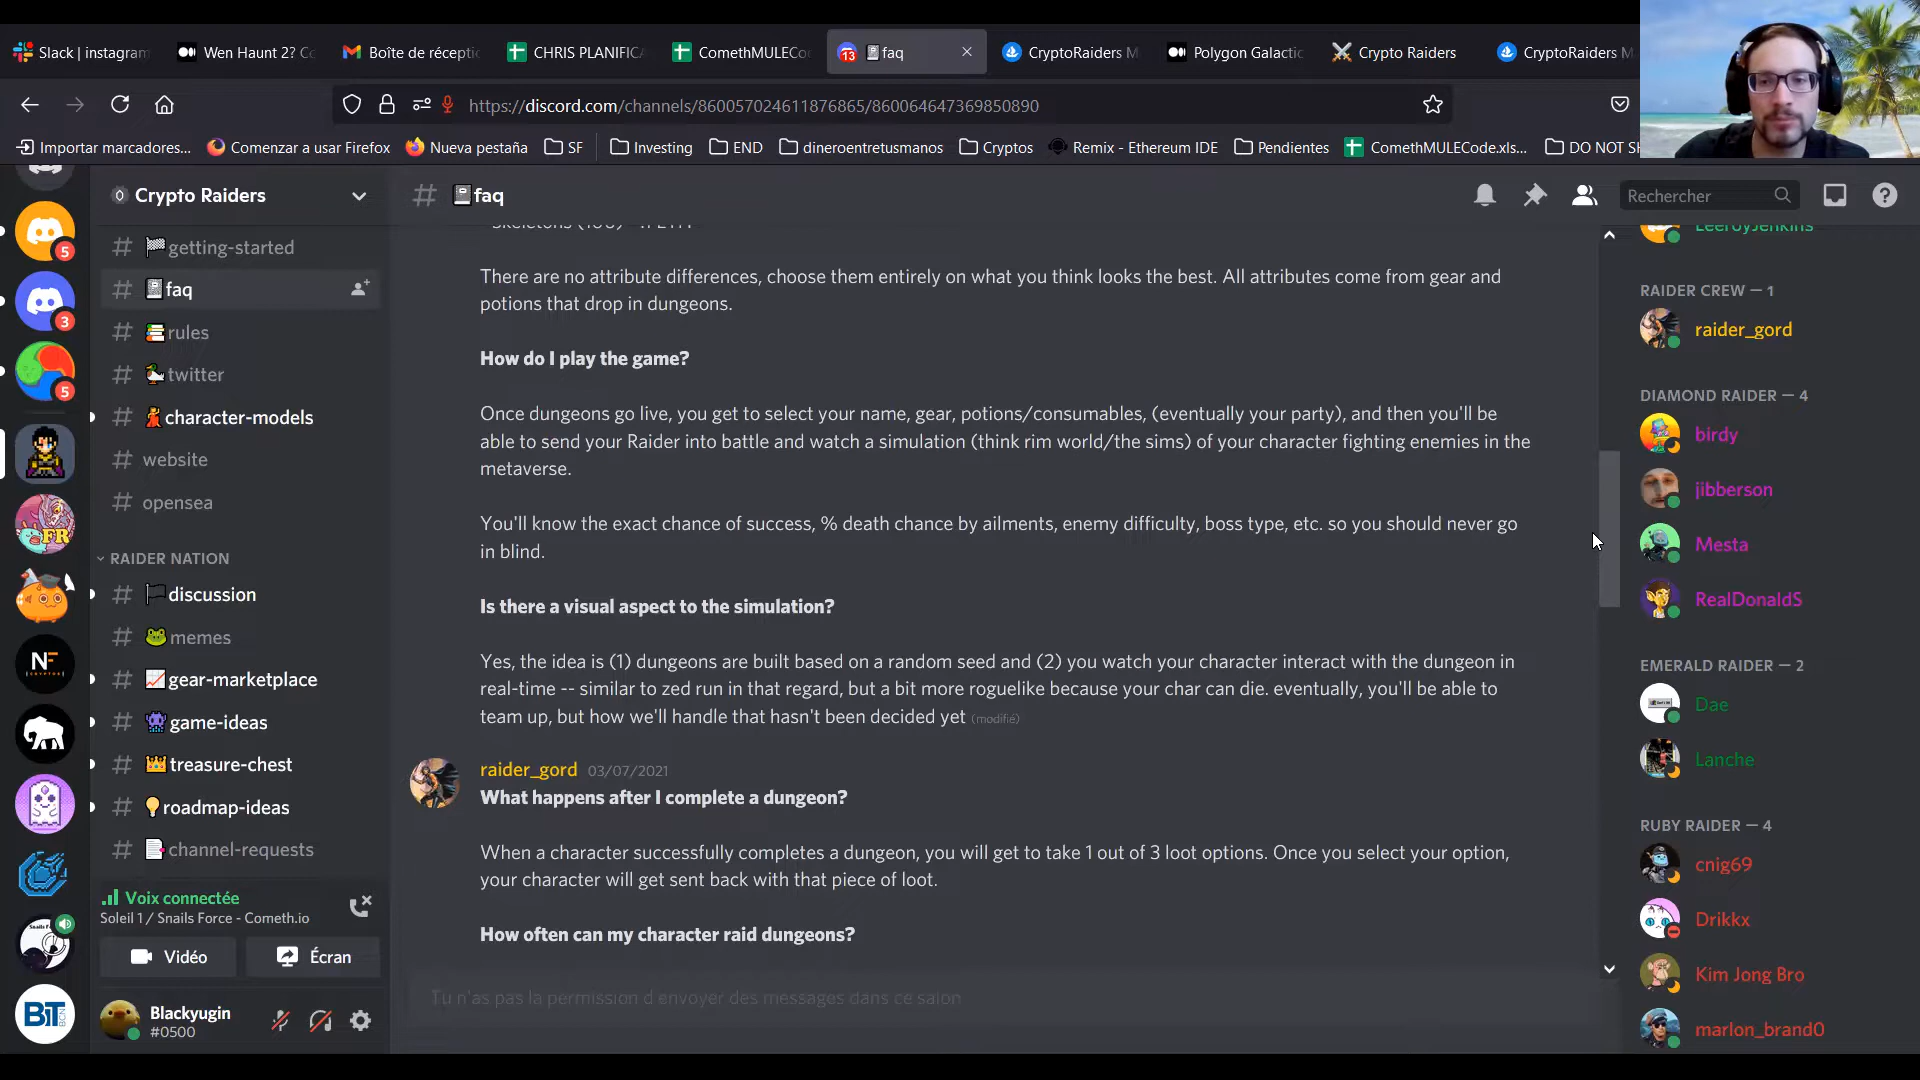 Slack | instagram
Wen Haunt 2? Ce
Boîte de réceptio
CHRIS PLANIFICA
ComethMULECo
13
faq
CryptoRaiders M
Polygon Galactic
Crypto Raiders
CryptoRaiders M
https://discord.com/channels/860057024611876865/860064647369850890
Importar marcadores...
Comenzar a usar Firefox
Nueva pestaña
SF
Investing
END
dineroentretusmanos
Cryptos
Remix - Ethereum IDE
Pendientes
ComethMULECode.xls...
DO NOT SH
Crypto Raiders
# faq
Rechercher
# getting-started
# faq
# rules
# twitter
# character-models
# website
# opensea
RAIDER NATION
# discussion
# memes
# gear-marketplace
# game-ideas
# treasure-chest
# roadmap-ideas
# channel-requests
5
3
5
FR
NF
BIT
BCN
Voix connectée
Soleil 1 / Snails Force - Cometh.io
Vidéo
Écran
Blackyugin
#0500
There are no attribute differences, choose them entirely on what you think looks the best. All attributes come from gear and
potions that drop in dungeons.
How do I play the game?
Once dungeons go live, you get to select your name, gear, potions/consumables, (eventually your party), and then you'll be
able to send your Raider into battle and watch a simulation (think rim world/the sims) of your character fighting enemies in the
metaverse.
You'll know the exact chance of success, % death chance by ailments, enemy difficulty, boss type, etc. so you should never go
in blind.
Is there a visual aspect to the simulation?
Yes, the idea is (1) dungeons are built based on a random seed and (2) you watch your character interact with the dungeon in
real-time -- similar to zed run in that regard, but a bit more roguelike because your char can die. eventually, you'll be able to
team up, but how we'll handle that hasn't been decided yet (modifié)
raider_gord 03/07/2021
What happens after I complete a dungeon?
When a character successfully completes a dungeon, you will get to take 1 out of 3 loot options. Once you select your option,
your character will get sent back with that piece of loot.
How often can my character raid dungeons?
Tu n'as pas la permission d'envoyer des messages dans ce salon
LeeroyJenkins
RAIDER CREW — 1
raider_gord
DIAMOND RAIDER — 4
birdy
jibberson
Mesta
RealDonaldS
EMERALD RAIDER — 2
Dae
Lanche
RUBY RAIDER — 4
cnig69
Drikkx
Kim Jong Bro
marlon_brand0